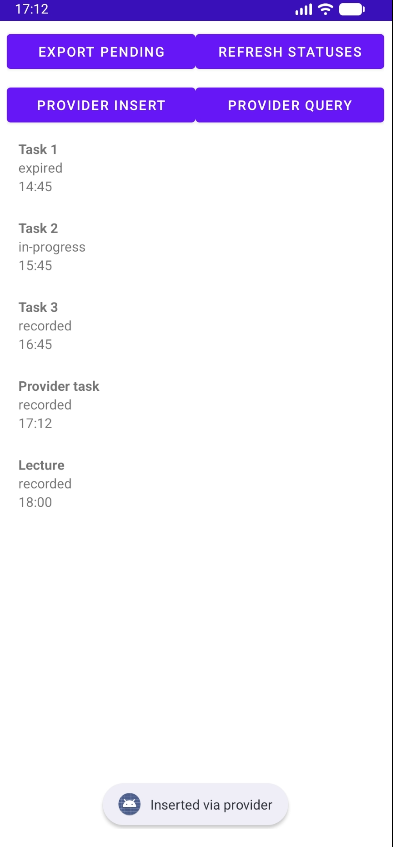 17:12
EXPORT PENDING REFRESH STATUSES
PROVIDER INSERT PROVIDER QUERY
Task 1
expired
14:45
Task 2
in-progress
15:45
Task 3
recorded
16:45
Provider task
recorded
17:12
Lecture
recorded
18:00
Inserted via provider